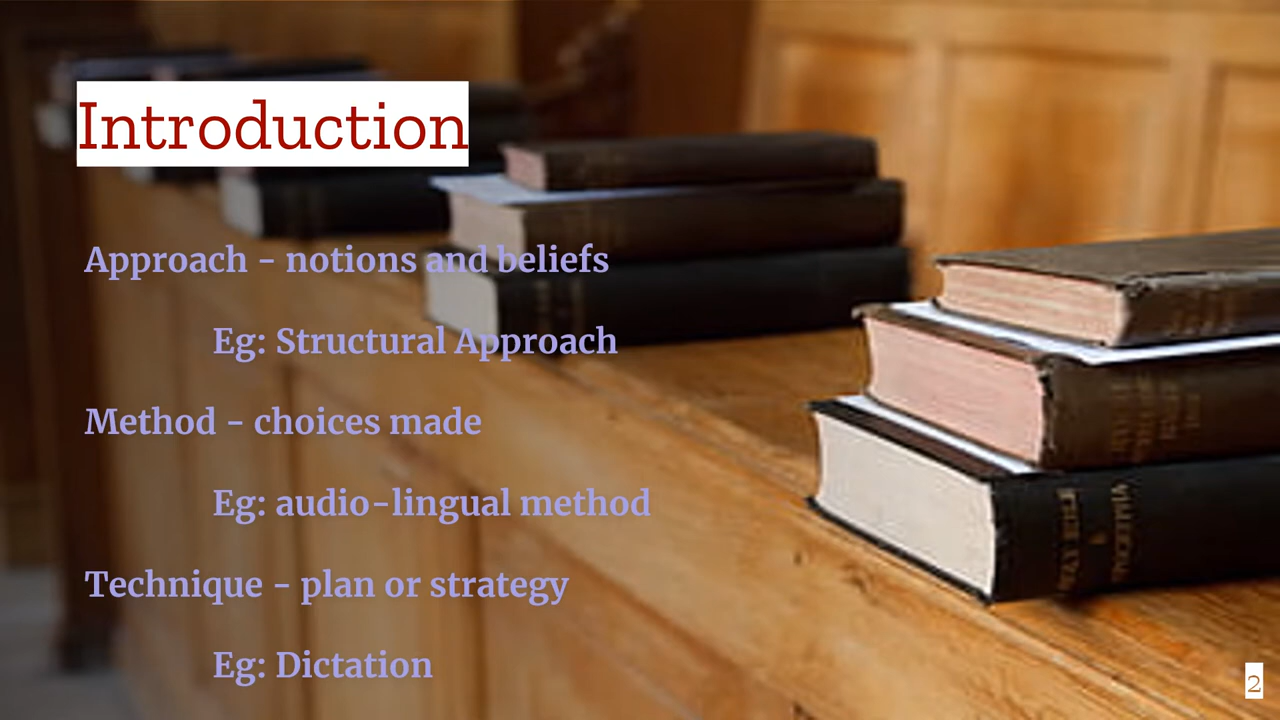 Introduction
Approach - notions and beliefs
Eg: Structural Approach
Method - choices made
Eg: audio-lingual method
Technique - plan or strategy
Eg: Dictation
2